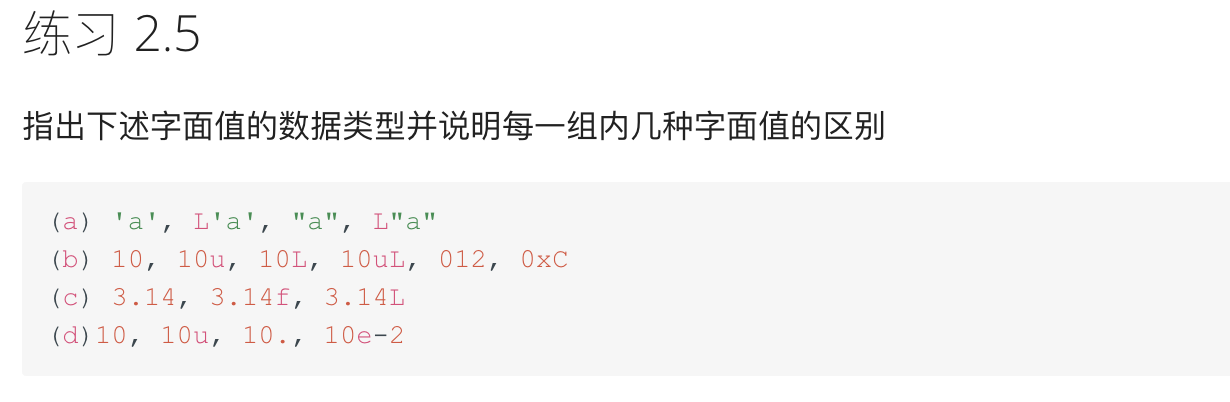 练习 2.5
指出下述字面值的数据类型并说明每一组内几种字面值的区别
(a) 'a', L'a', "a", L"a"
(b) 10, 10u, 10L, 10uL, 012, 0xC
(c) 3.14, 3.14f, 3.14L
(d)10, 10u, 10., 10e-2